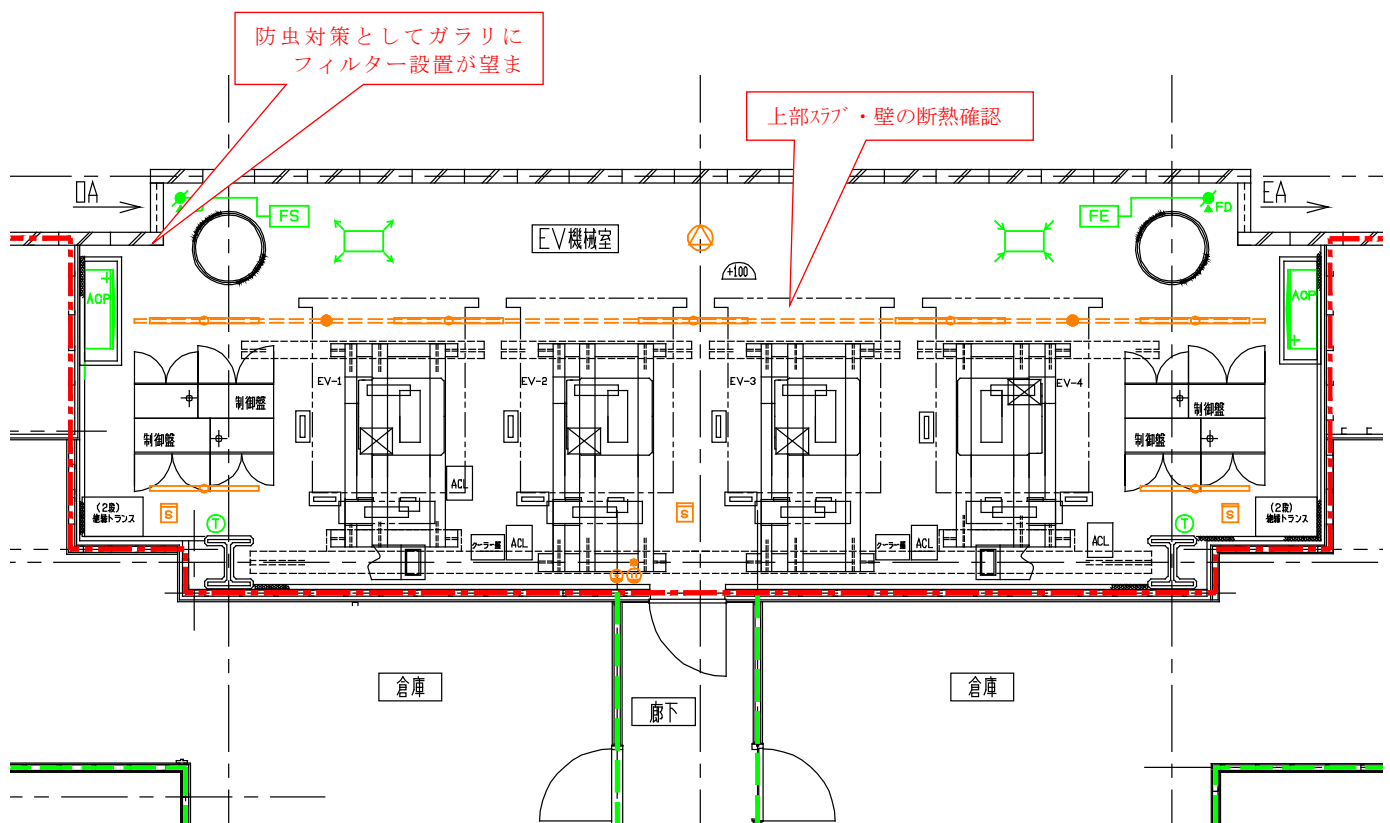 防虫対策としてガラリに
フィルター設置が望ま
上部ｽﾗﾌﾞ・壁の断熱確認
OA
FS
EV機械室
+100
FE
FD
EA
ACP
ACP
EV-1
EV-2
EV-3
EV-4
制御盤
制御盤
制御盤
制御盤
ACL
(2段)
絶縁トランス
S
T
クーラー盤
ACL
S
クーラー盤
ACL
ACL
T
S
(2段)
絶縁トランス
倉庫
廊下
倉庫